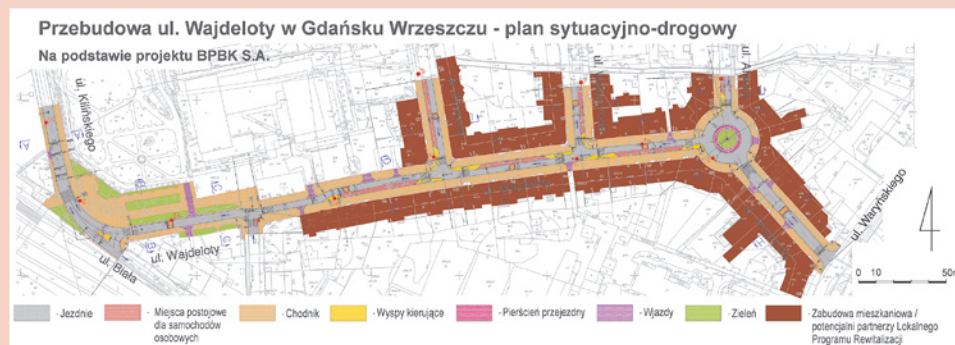 Przebudowa ul. Wajdeloty w Gdańsku Wrzeszczu - plan sytuacyjno-drogowy
Na podstawie projektu BPBK S.A.
ul. Kilińskiego
ul. Biała
ul. Wajdeloty
ul. Waryńskiego
0 10 50m
- Jezdnie
- Miejsca postojowe
dla samochodów
osobowych
- Chodnik
- Wyspy kierujące
- Pierścień przejezdny
- Wjazdy
- Zieleń
- Zabudowa mieszkaniowa /
potencjalni partnerzy Lokalnego
Programu Rewitalizacji